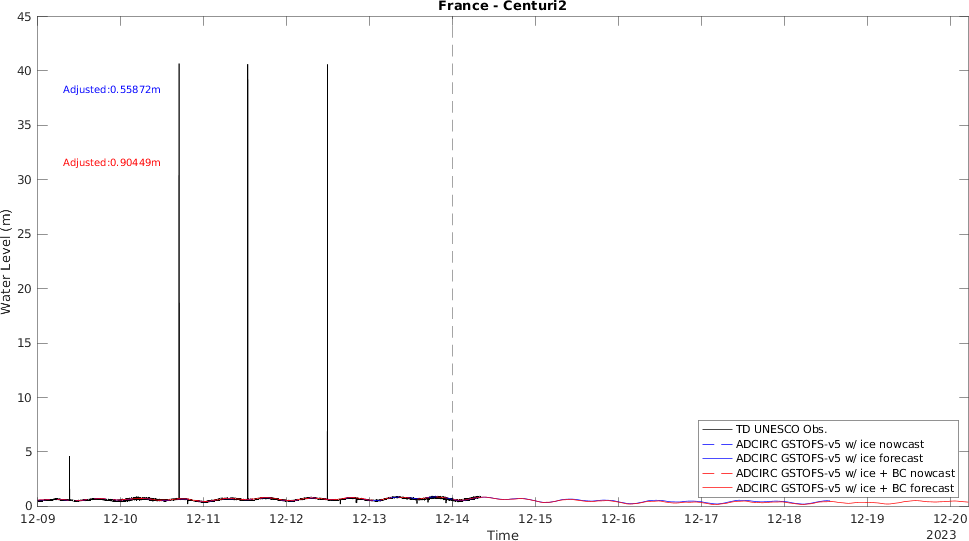 France - Centuri2
45
40
35
30
25
20
15
10
5
0
Water Level (m)
Adjusted:0.55872m
Adjusted:0.90449m
TD UNESCO Obs.
ADCIRC GSTOFS-v5 w/ ice nowcast
ADCIRC GSTOFS-v5 w/ ice forecast
ADCIRC GSTOFS-v5 w/ ice + BC nowcast
ADCIRC GSTOFS-v5 w/ ice + BC forecast
12-09 12-10 12-11 12-12 12-13 12-14 12-15 12-16 12-17 12-18 12-19 12-20
Time
2023